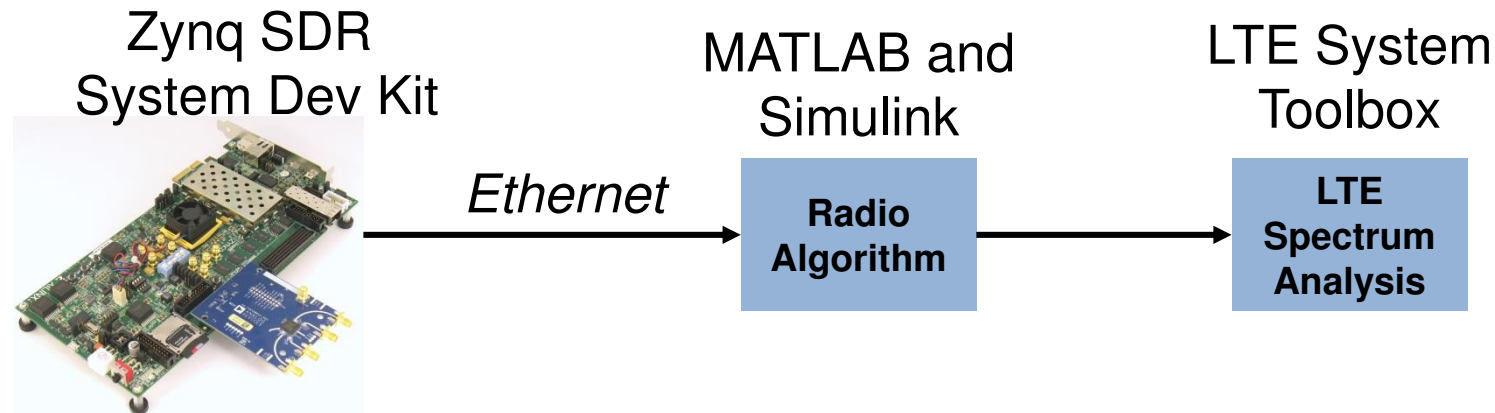 Zynq SDR
System Dev Kit
MATLAB and
Simulink
LTE System
Toolbox
Ethernet
Radio
Algorithm
LTE
Spectrum
Analysis